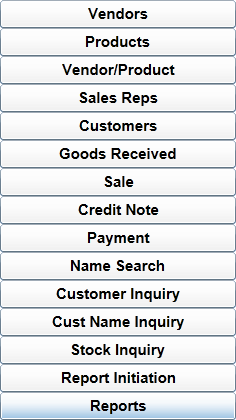 Vendors
Products
Vendor/Product
Sales Reps
Customers
Goods Received
Sale
Credit Note
Payment
Name Search
Customer Inquiry
Cust Name Inquiry
Stock Inquiry
Report Initiation
Reports